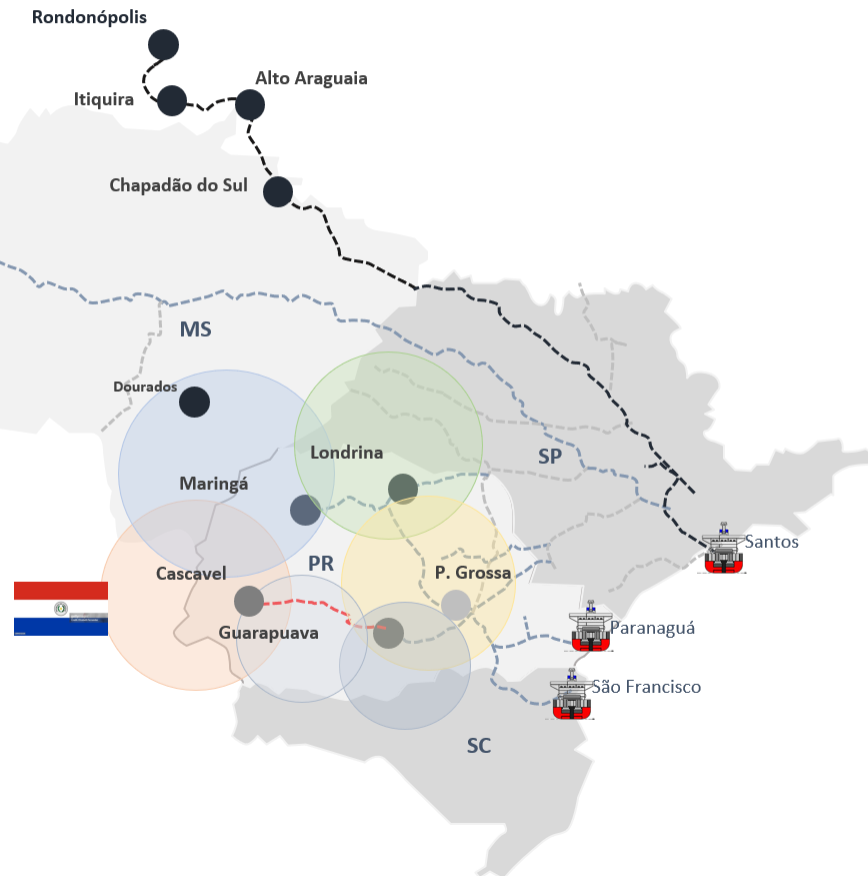 Rondonópolis
Alto Araguaia
Itiquira
Chapadão do Sul
MS
Dourados
Londrina
SP
Maringá
Santos
PR
Cascavel
P. Grossa
Guarapuava
Paranaguá
São Francisco
SC